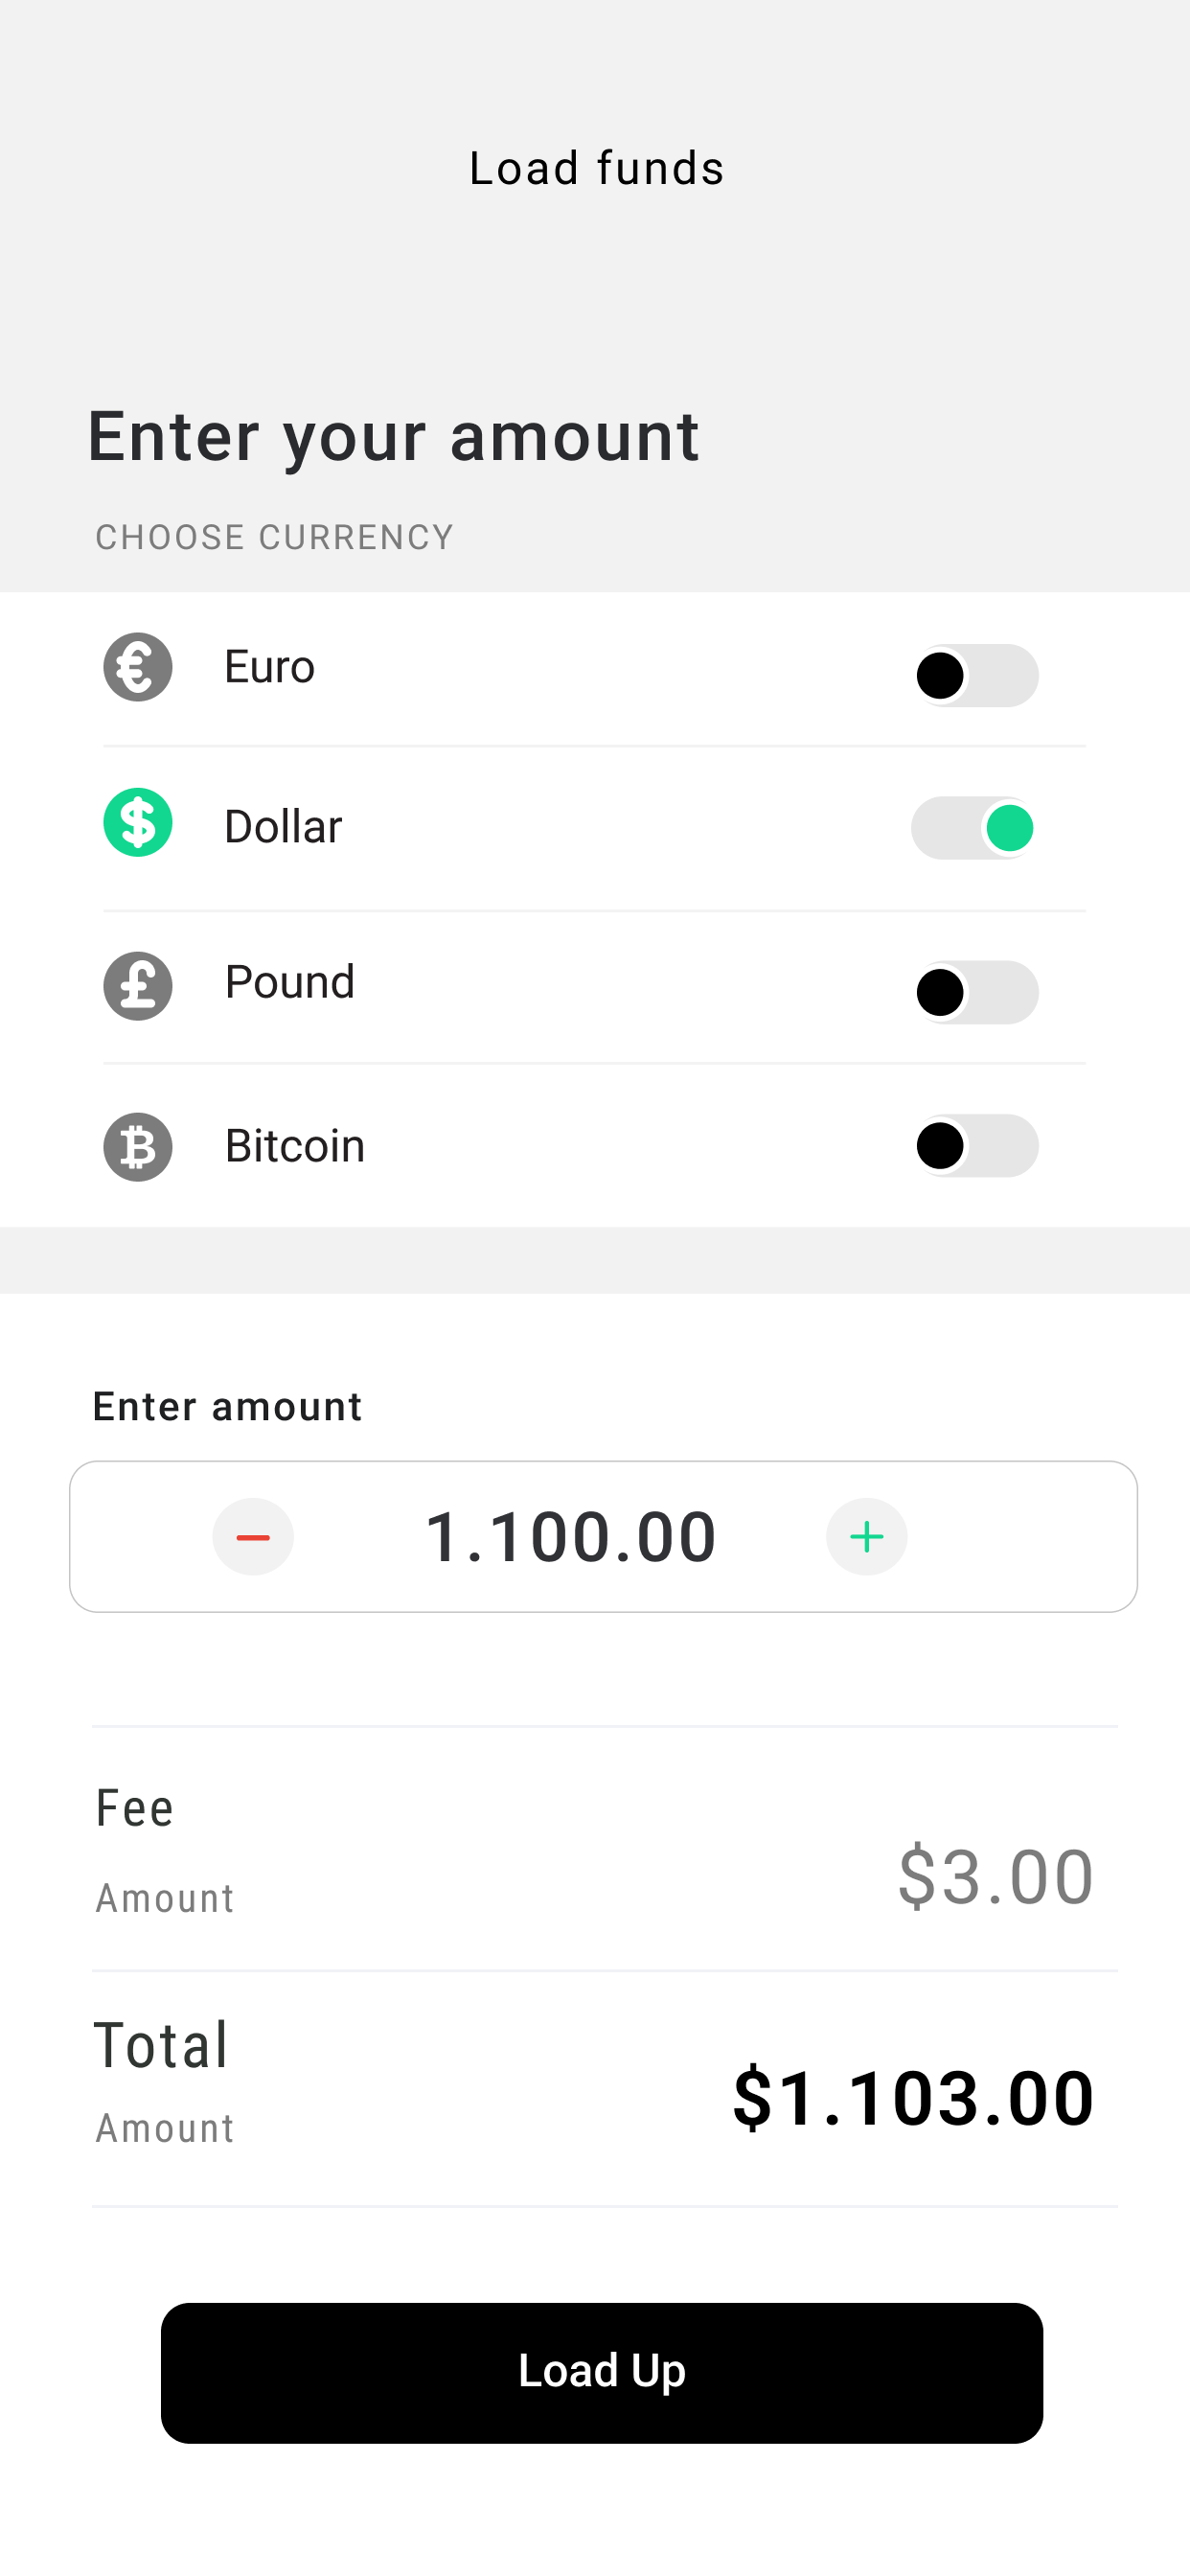 Load funds
Enter your amount
CHOOSE CURRENCY
€ Euro
$ Dollar
£ Pound
₿ Bitcoin
Enter amount
− 1.100.00 +
Fee
Amount
$3.00
Total
Amount
$1.103.00
Load Up